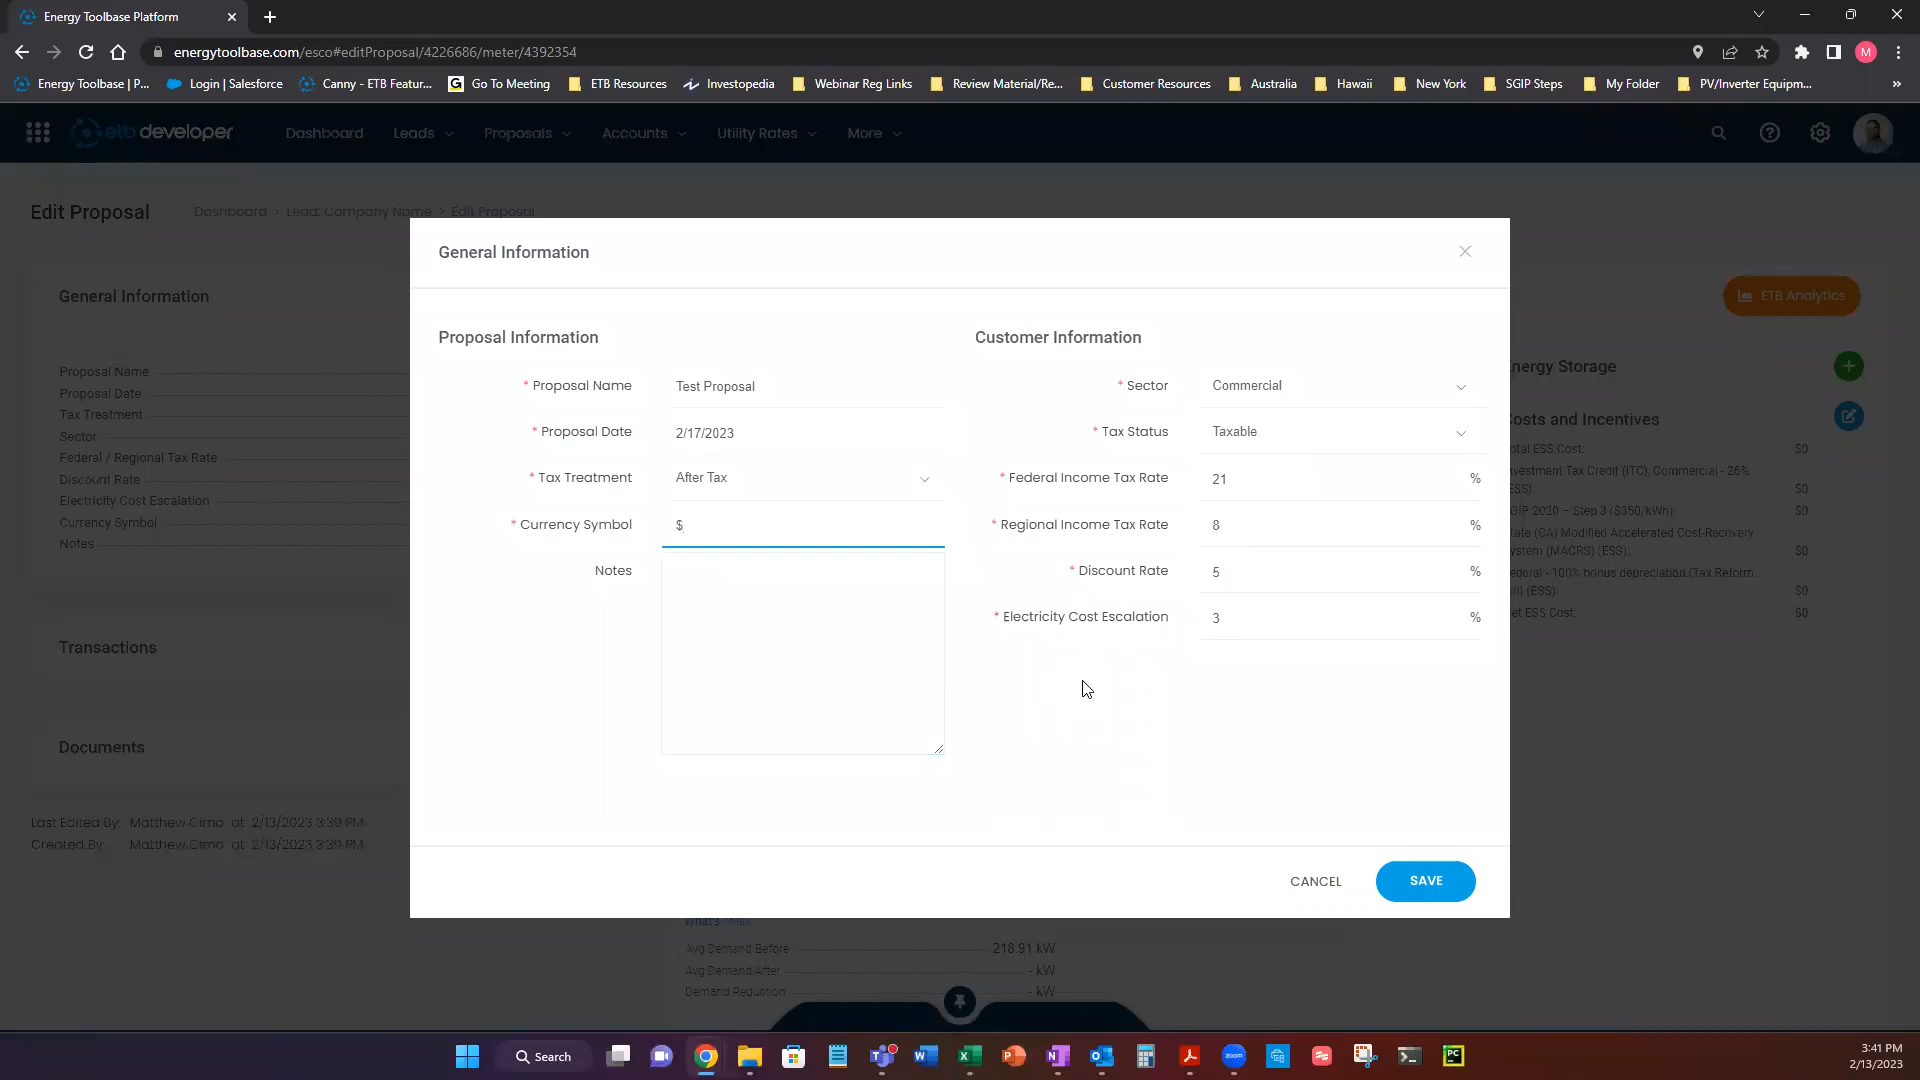 Energy Toolbase Platform
energytoolbase.com/esco#editProposal/4226686/meter/4392354
M
Energy Toolbase | P...
Login | Salesforce
Canny - ETB Featur...
Go To Meeting
ETB Resources
Investopedia
Webinar Reg Links
Review Material/Re...
Customer Resources
Australia
Hawaii
New York
SGIP Steps
My Folder
PV/Inverter Equipm...
»
etb developer
Dashboard
Leads
Proposals
Accounts
Utility Rates
More
Edit Proposal
Dashboard › Lead: Company Name › Edit Proposal
General Information
Proposal Name
Proposal Date
Tax Treatment
Sector
Federal / Regional Tax Rate
Discount Rate
Electricity Cost Escalation
Currency Symbol
Notes
Transactions
Documents
Last Edited By: Matthew Cimo at 2/13/2023 3:39 PM
Created By: Matthew Cimo at 2/13/2023 3:39 PM
General Information
Proposal Information
* Proposal Name Test Proposal
* Proposal Date 2/17/2023
* Tax Treatment After Tax
* Currency Symbol $
Notes
Customer Information
* Sector Commercial
* Tax Status Taxable
* Federal Income Tax Rate 21 %
* Regional Income Tax Rate 8 %
* Discount Rate 5 %
* Electricity Cost Escalation 3 %
CANCEL
SAVE
ETB Analytics
nergy Storage
osts and Incentives
otal ESS Cost: $0
nvestment Tax Credit (ITC), Commercial - 26%
ESS): $0
GIP 2020 – Step 3 ($350/kWh): $0
tate (CA) Modified Accelerated Cost-Recovery
ystem (MACRS) (ESS): $0
ederal - 100% bonus depreciation (Tax Reform
ill) (ESS): $0
et ESS Cost: $0
What's This?
Avg Demand Before 218.91 kW
Avg Demand After - kW
Demand Reduction - kW
Search
zoom
3:41 PM
2/13/2023